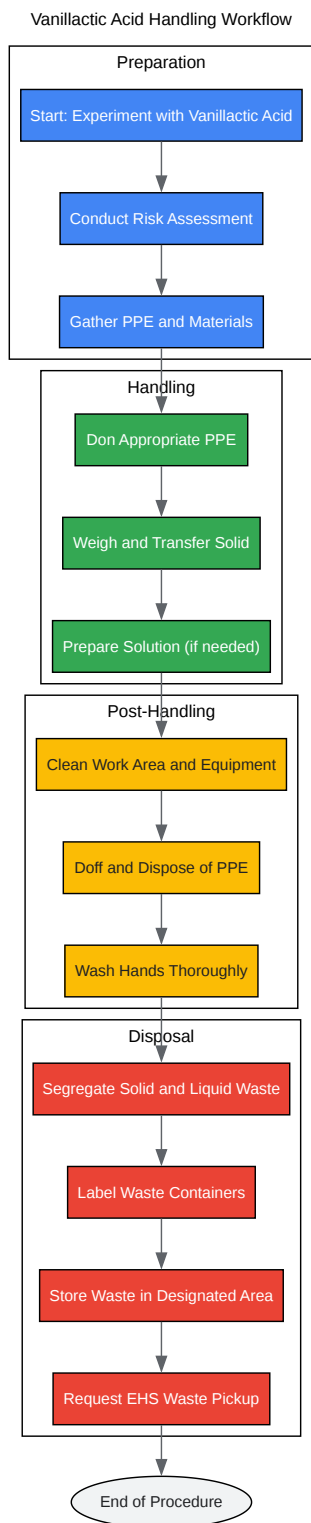 Vanillactic Acid Handling Workflow
Preparation
Start: Experiment with Vanillactic Acid
Conduct Risk Assessment
Gather PPE and Materials
Handling
Don Appropriate PPE
Weigh and Transfer Solid
Prepare Solution (if needed)
Post-Handling
Clean Work Area and Equipment
Doff and Dispose of PPE
Wash Hands Thoroughly
Disposal
Segregate Solid and Liquid Waste
Label Waste Containers
Store Waste in Designated Area
Request EHS Waste Pickup
End of Procedure